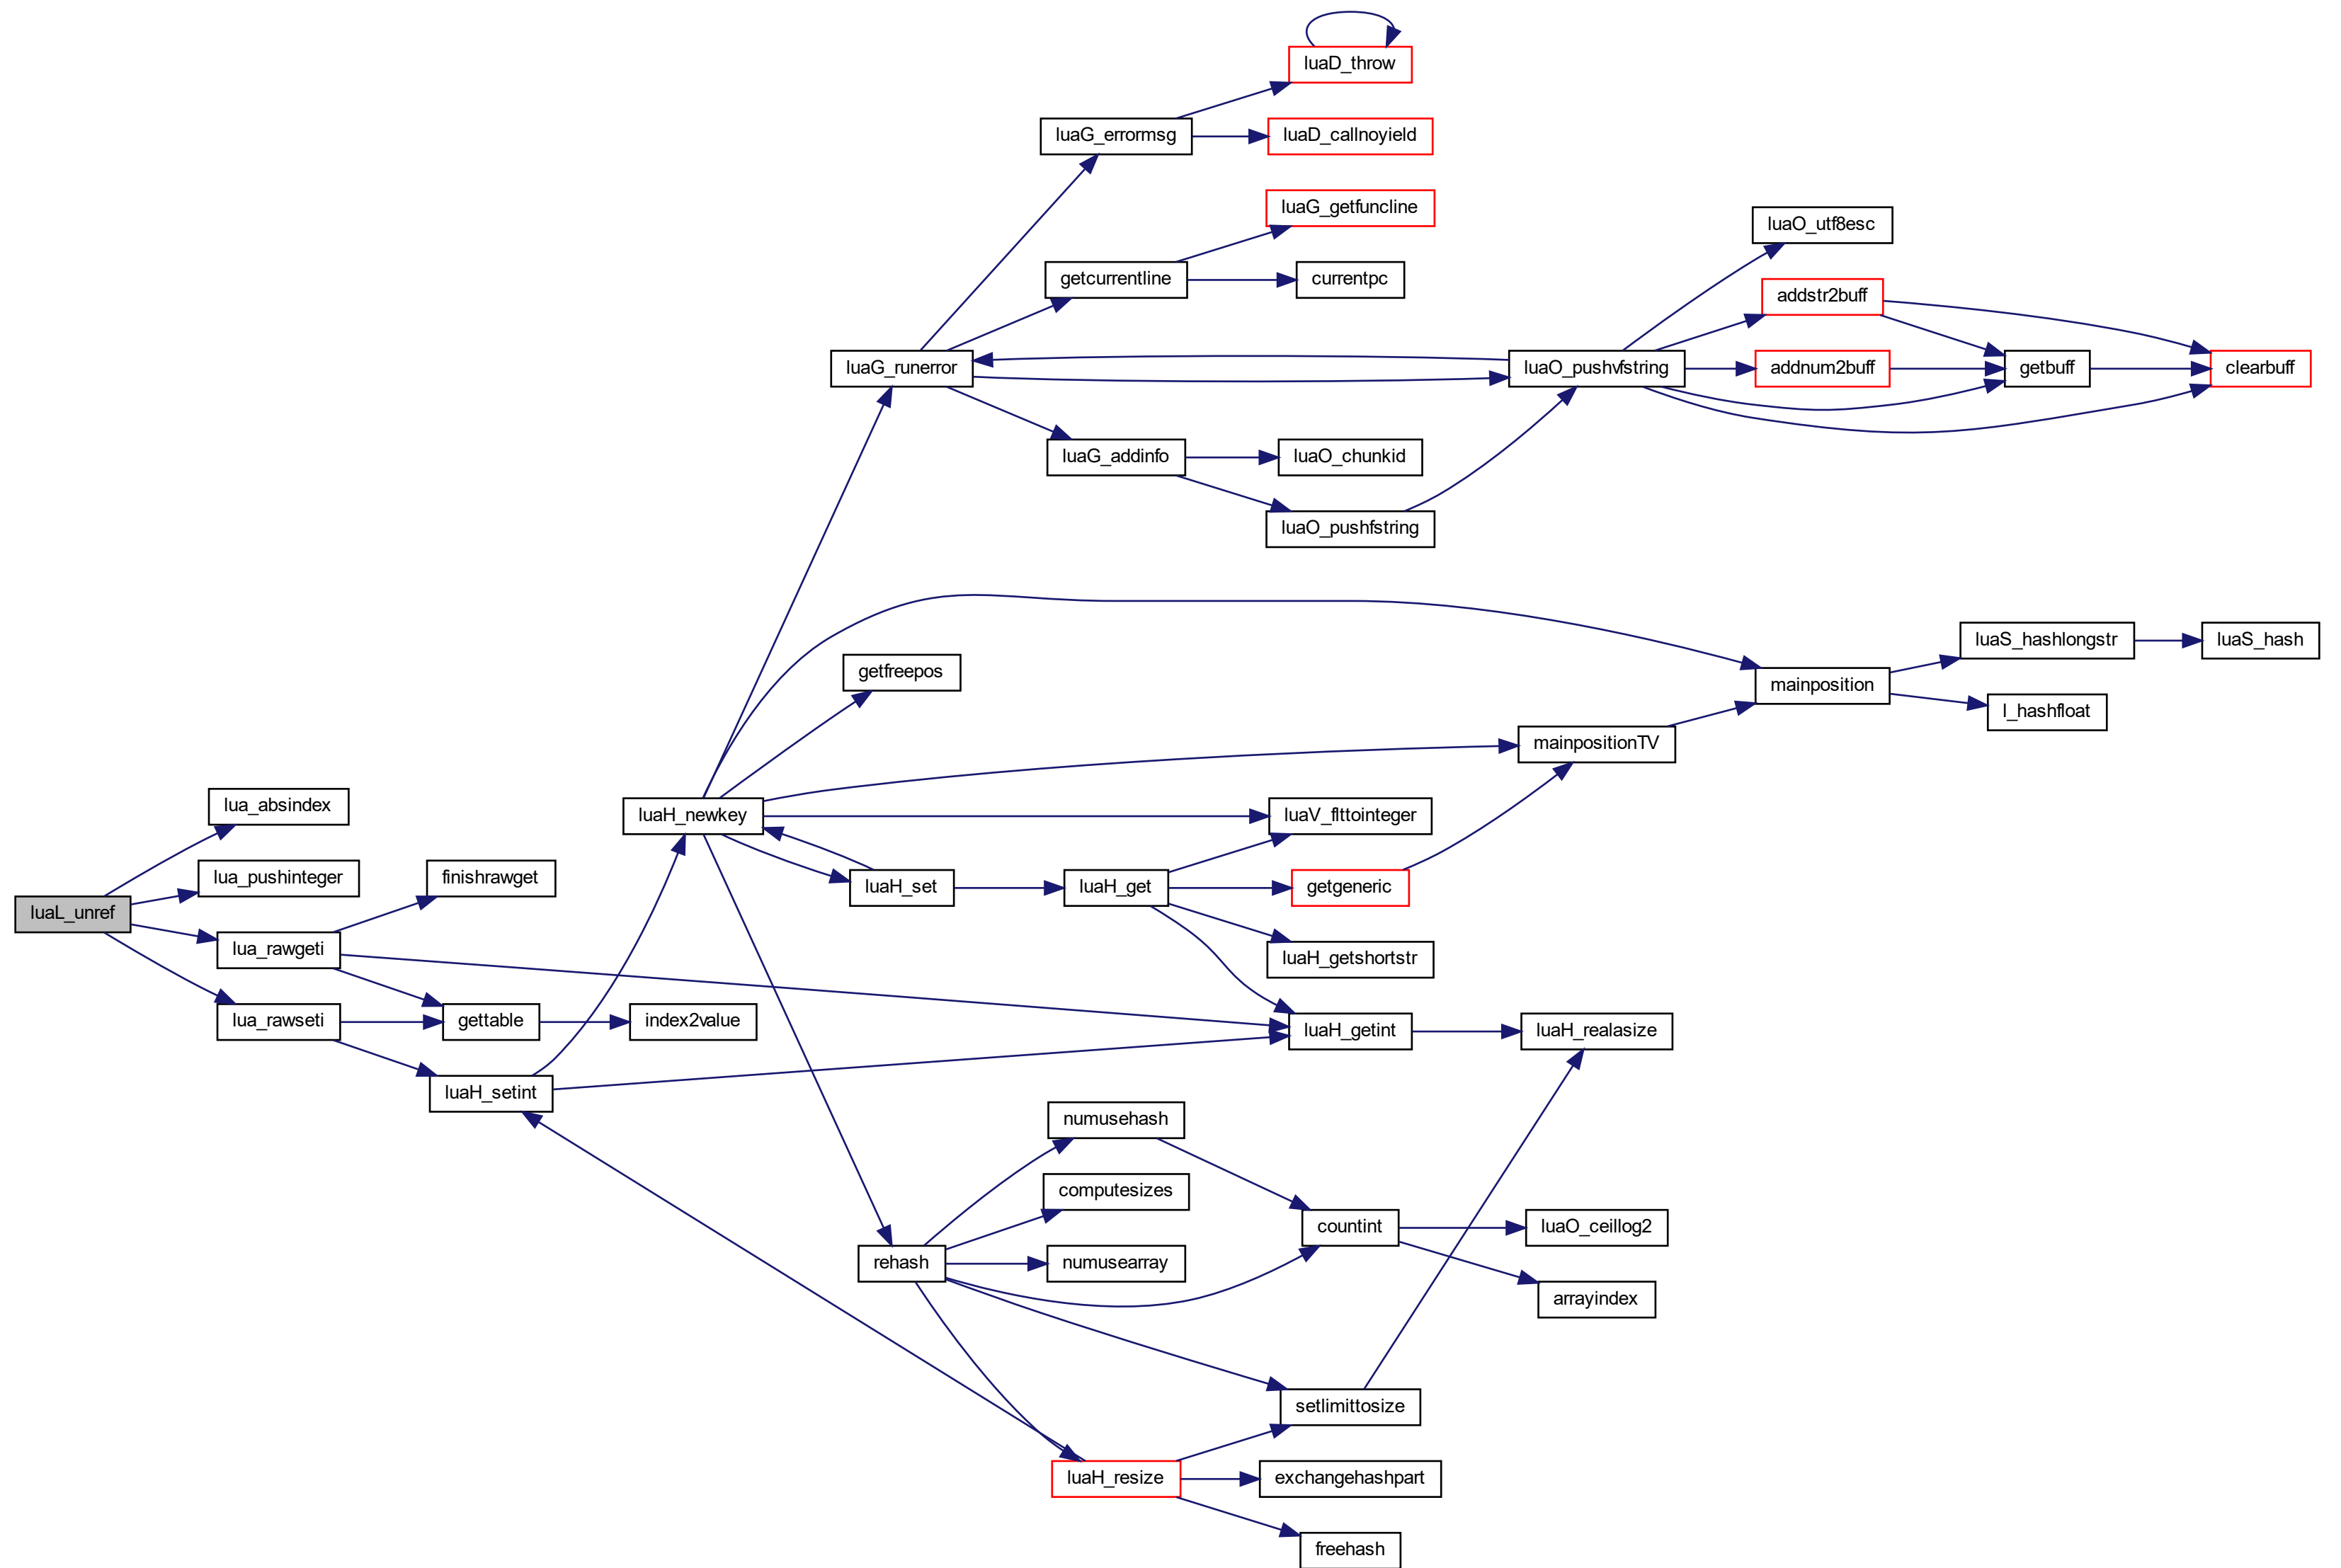 luaD_throw
luaG_errormsg
luaD_callnoyield
luaG_getfuncline
luaO_utf8esc
getcurrentline
currentpc
addstr2buff
luaG_runerror
luaO_pushvfstring
addnum2buff
getbuff
clearbuff
luaG_addinfo
luaO_chunkid
luaO_pushfstring
luaS_hashlongstr
luaS_hash
getfreepos
mainposition
l_hashfloat
mainpositionTV
lua_absindex
luaH_newkey
luaV_flttointeger
lua_pushinteger
finishrawget
luaH_set
luaH_get
getgeneric
luaL_unref
lua_rawgeti
luaH_getshortstr
lua_rawseti
gettable
index2value
luaH_getint
luaH_realasize
luaH_setint
numusehash
computesizes
countint
luaO_ceillog2
rehash
numusearray
arrayindex
setlimittosize
luaH_resize
exchangehashpart
freehash